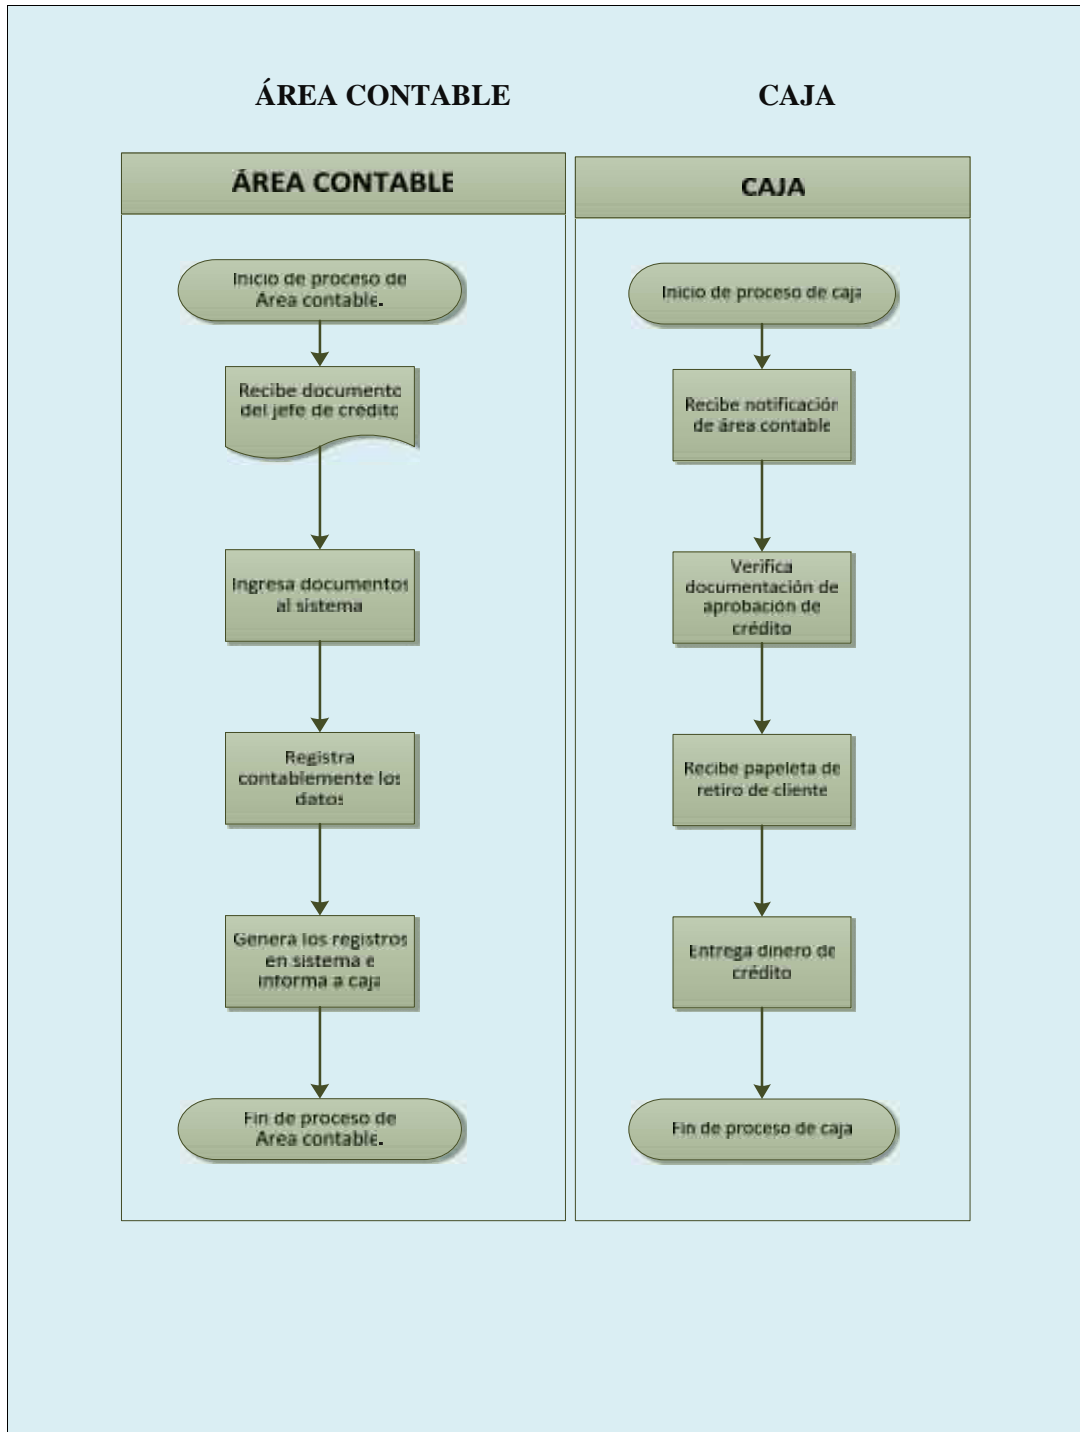 ÁREA CONTABLE
CAJA
ÁREA CONTABLE
Inicio de proceso de
Área contable.
Recibe documento
del jefe de crédito
Ingresa documentos
al sistema
Registra
contablemente los
datos
Genera los registros
en sistema e
informa a caja
Fin de proceso de
Área contable.
CAJA
Inicio de proceso de caja
Recibe notificación
de área contable
Verifica
documentación de
aprobación de
crédito
Recibe papeleta de
retiro de cliente
Entrega dinero de
crédito
Fin de proceso de caja